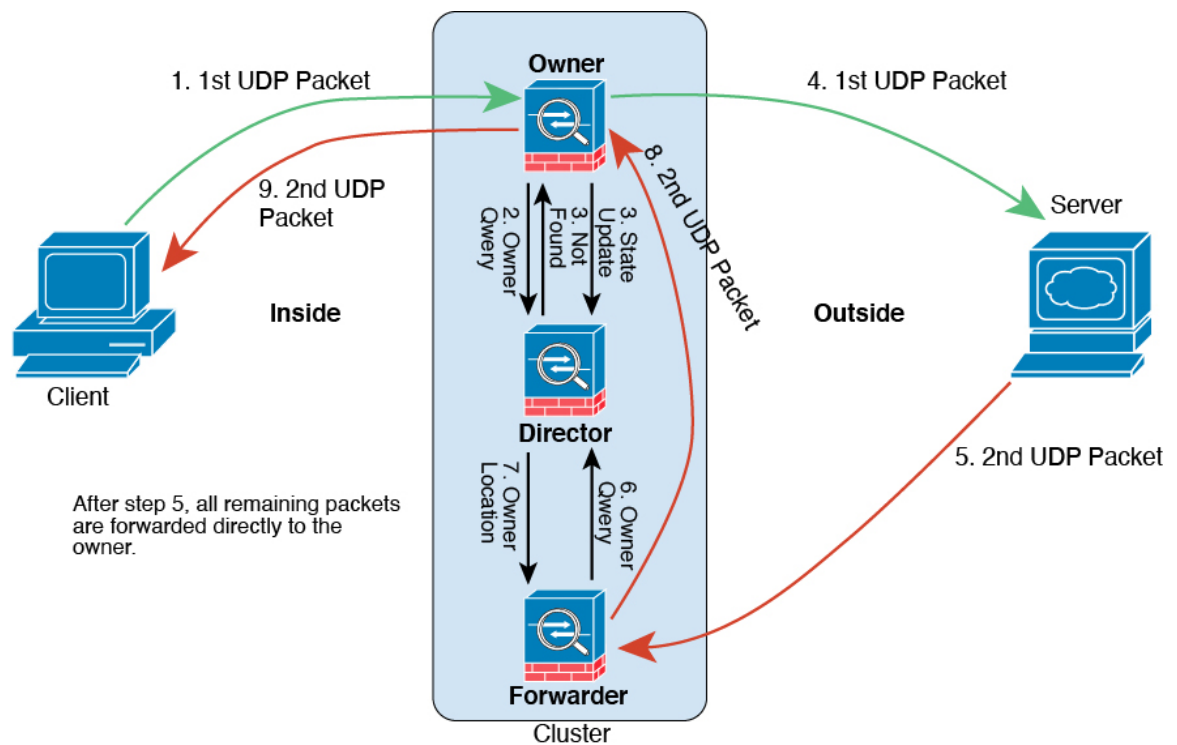 Owner
1. 1st UDP Packet
4. 1st UDP Packet
9. 2nd UDP
Packet
2. Owner
Qwery
3. Not
Found
3. State
Update
8. 2nd UDP Packet
Server
Inside
Outside
Client
Director
5. 2nd UDP Packet
7. Owner
Location
6. Owner
Qwery
After step 5, all remaining packets
are forwarded directly to the
owner.
Forwarder
Cluster